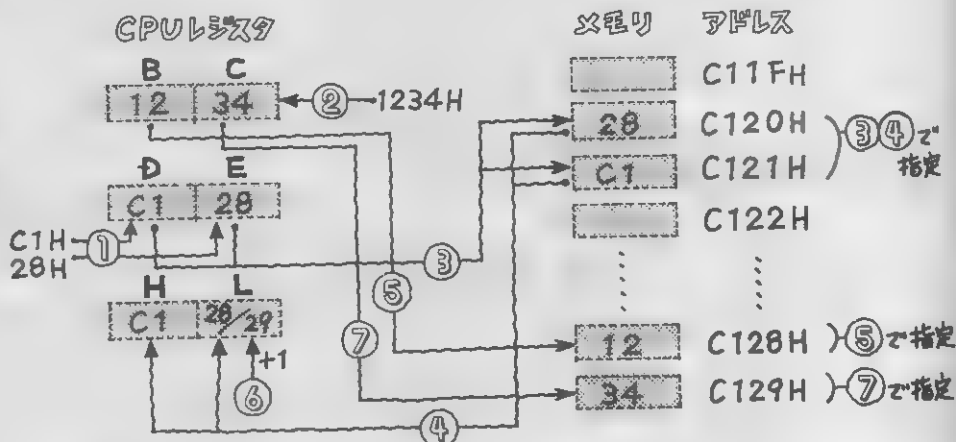 CPUレジスタ メモリ アドレス
B C C11FH
12 34 ② 1234H 28 C120H
③④で
指定
D E C1 C121H
C1 28 C122H
C1H ①
28H ③
H L ⑤
C1 28/29 12 C128H ⑤で指定
⑦ +1
⑥ 34 C129H ⑦で指定
④